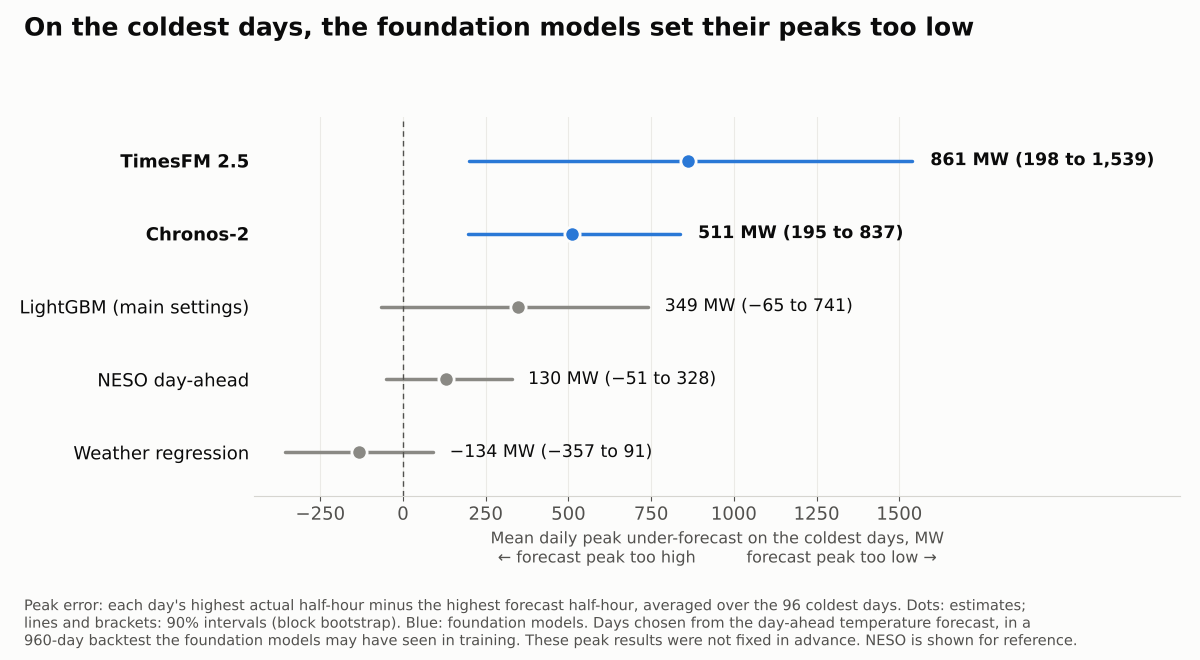 On the coldest days, the foundation models set their peaks too low
TimesFM 2.5
861 MW (198 to 1,539)
Chronos-2
511 MW (195 to 837)
LightGBM (main settings)
349 MW (−65 to 741)
NESO day-ahead
130 MW (−51 to 328)
Weather regression
−134 MW (−357 to 91)
−250 0 250 500 750 1000 1250 1500
Mean daily peak under-forecast on the coldest days, MW
← forecast peak too high forecast peak too low →
Peak error: each day's highest actual half-hour minus the highest forecast half-hour, averaged over the 96 coldest days. Dots: estimates;
lines and brackets: 90% intervals (block bootstrap). Blue: foundation models. Days chosen from the day-ahead temperature forecast, in a
960-day backtest the foundation models may have seen in training. These peak results were not fixed in advance. NESO is shown for reference.